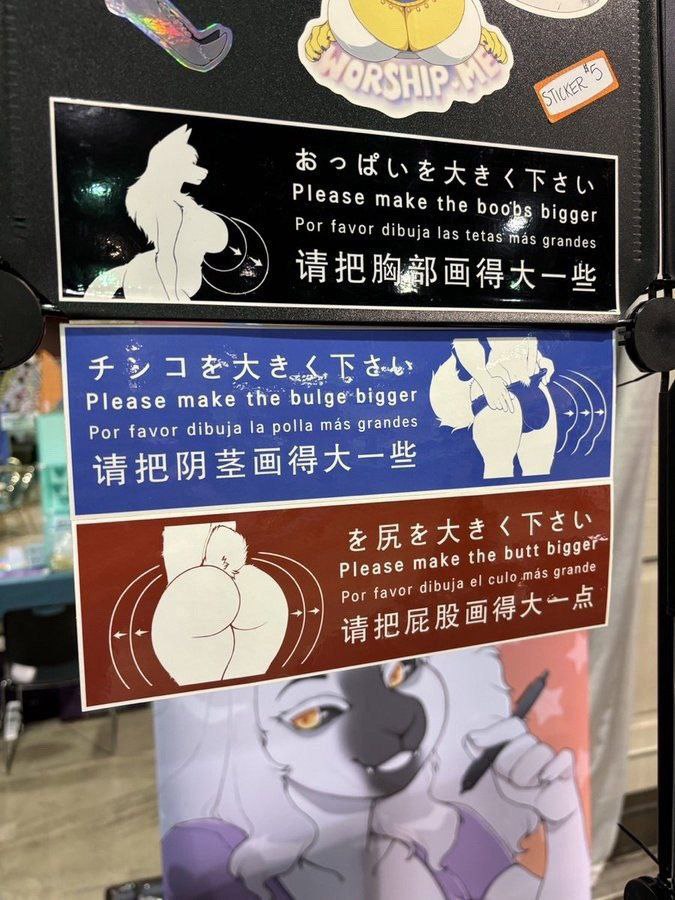 WORSHIP.ME
STICKER $5
おっぱいを大きく下さい
Please make the boobs bigger
Por favor dibuja las tetas más grandes
请把胸部画得大一些
チンコを大きく下さい
Please make the bulge bigger
Por favor dibuja la polla más grandes
请把阴茎画得大一些
を尻を大きく下さい
Please make the butt bigger
Por favor dibuja el culo más grande
请把屁股画得大一点